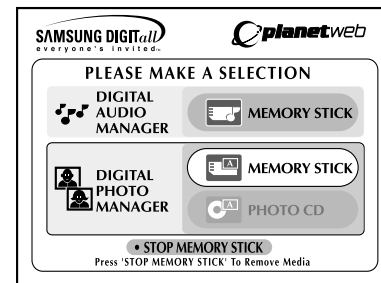 SAMSUNG DIGITall
everyone's invited™
planetweb
PLEASE MAKE A SELECTION
DIGITAL
AUDIO
MANAGER
MEMORY STICK
DIGITAL
PHOTO
MANAGER
A
MEMORY STICK
A
PHOTO CD
• STOP MEMORY STICK
Press 'STOP MEMORY STICK' To Remove Media